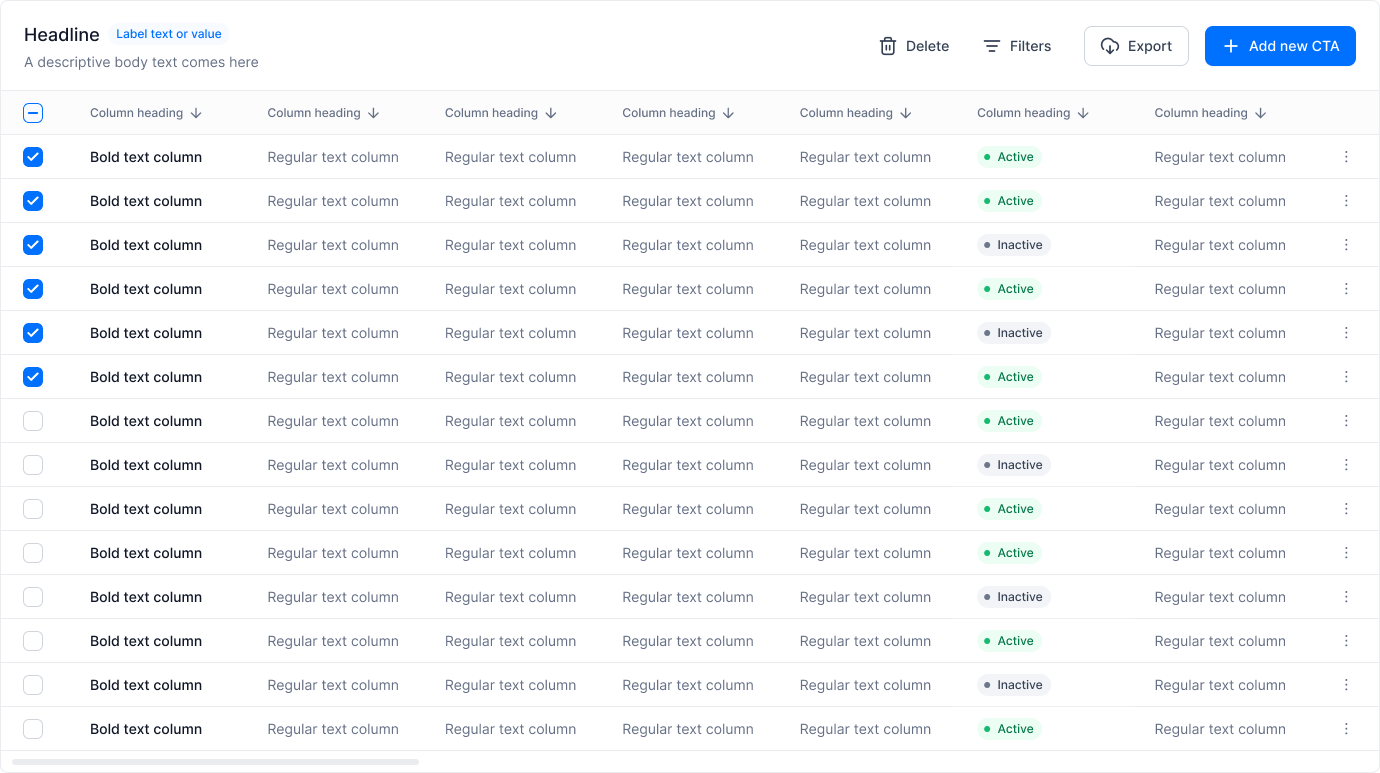 Headline Label text or value
A descriptive body text comes here
Delete Filters Export Add new CTA
Column heading Column heading Column heading Column heading Column heading Column heading Column heading
Bold text column Regular text column Regular text column Regular text column Regular text column Active Regular text column
Bold text column Regular text column Regular text column Regular text column Regular text column Active Regular text column
Bold text column Regular text column Regular text column Regular text column Regular text column Inactive Regular text column
Bold text column Regular text column Regular text column Regular text column Regular text column Active Regular text column
Bold text column Regular text column Regular text column Regular text column Regular text column Inactive Regular text column
Bold text column Regular text column Regular text column Regular text column Regular text column Active Regular text column
Bold text column Regular text column Regular text column Regular text column Regular text column Active Regular text column
Bold text column Regular text column Regular text column Regular text column Regular text column Inactive Regular text column
Bold text column Regular text column Regular text column Regular text column Regular text column Active Regular text column
Bold text column Regular text column Regular text column Regular text column Regular text column Active Regular text column
Bold text column Regular text column Regular text column Regular text column Regular text column Inactive Regular text column
Bold text column Regular text column Regular text column Regular text column Regular text column Active Regular text column
Bold text column Regular text column Regular text column Regular text column Regular text column Inactive Regular text column
Bold text column Regular text column Regular text column Regular text column Regular text column Active Regular text column